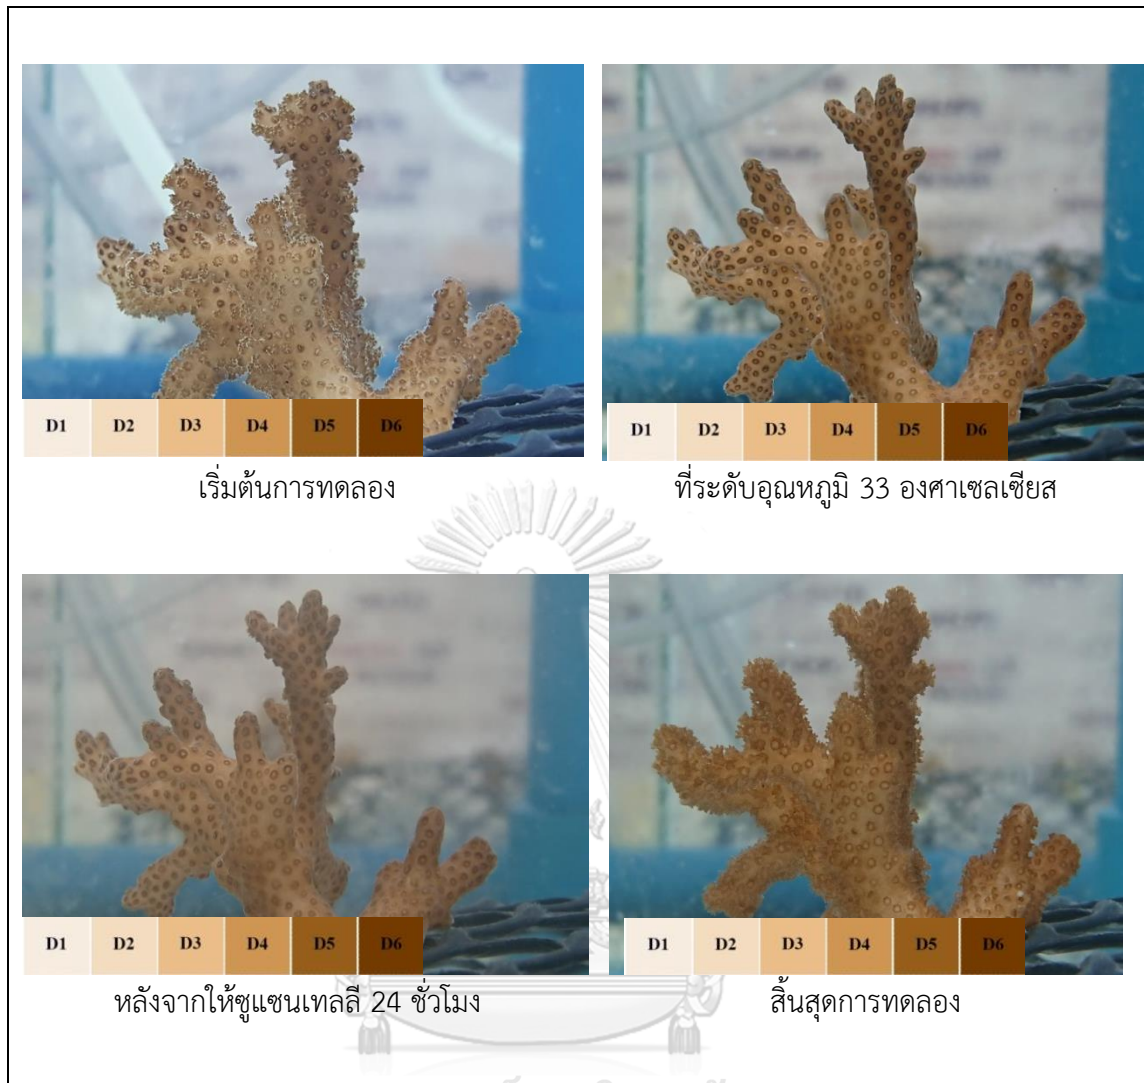 D1 D2 D3 D4 D5 D6
D1 D2 D3 D4 D5 D6
เริ่มต้นการทดลอง
ที่ระดับอุณหภูมิ 33 องศาเซลเซียส
D1 D2 D3 D4 D5 D6
D1 D2 D3 D4 D5 D6
หลังจากให้ซูแซนเทลลี 24 ชั่วโมง
สิ้นสุดการทดลอง